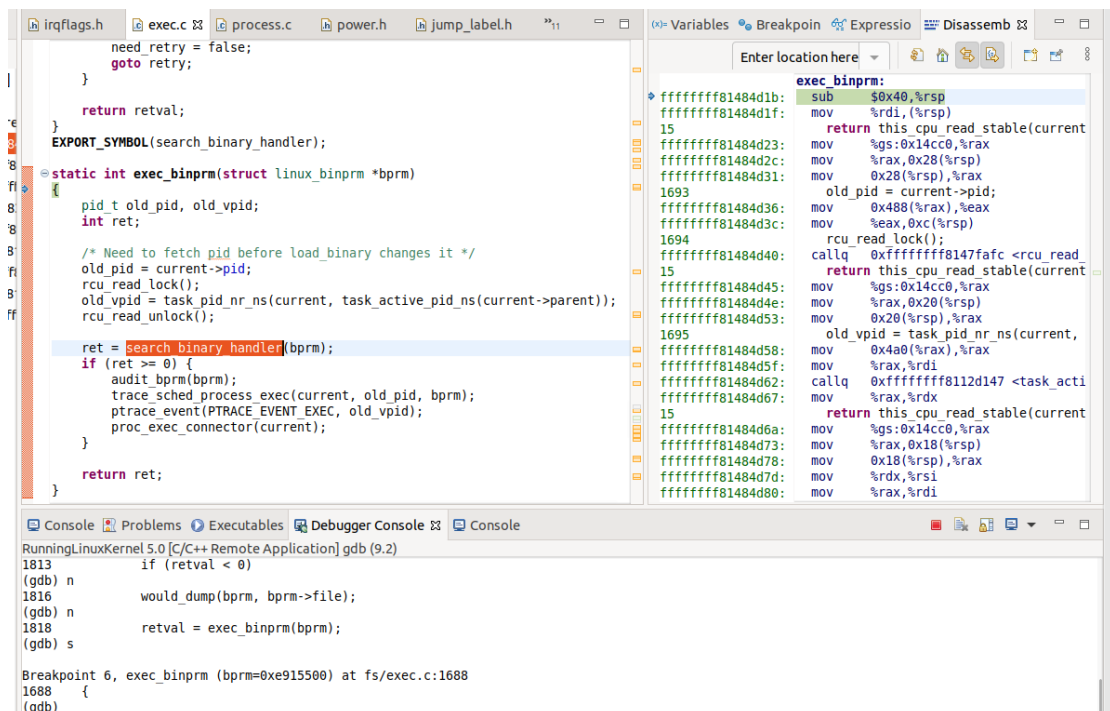 irqflags.h exec.c process.c power.h jump_label.h »11
need_retry = false;
goto retry;
}
return retval;
}
EXPORT_SYMBOL(search_binary_handler);
static int exec_binprm(struct linux_binprm *bprm)
{
pid_t old_pid, old_vpid;
int ret;
/* Need to fetch pid before load_binary changes it */
old_pid = current->pid;
rcu_read_lock();
old_vpid = task_pid_nr_ns(current, task_active_pid_ns(current->parent));
rcu_read_unlock();
ret = search_binary_handler(bprm);
if (ret >= 0) {
audit_bprm(bprm);
trace_sched_process_exec(current, old_pid, bprm);
ptrace_event(PTRACE_EVENT_EXEC, old_vpid);
proc_exec_connector(current);
}
return ret;
}
(x)= Variables Breakpoin Expressio Disassemb
Enter location here
exec_binprm:
ffffffff81484d1b: sub $0x40,%rsp
ffffffff81484d1f: mov %rdi,(%rsp)
15 return this_cpu_read_stable(current
ffffffff81484d23: mov %gs:0x14cc0,%rax
ffffffff81484d2c: mov %rax,0x28(%rsp)
ffffffff81484d31: mov 0x28(%rsp),%rax
1693 old_pid = current->pid;
ffffffff81484d36: mov 0x488(%rax),%eax
ffffffff81484d3c: mov %eax,0xc(%rsp)
1694 rcu_read_lock();
ffffffff81484d40: callq 0xffffffff8147fafc <rcu_read_
15 return this_cpu_read_stable(current
ffffffff81484d45: mov %gs:0x14cc0,%rax
ffffffff81484d4e: mov %rax,0x20(%rsp)
ffffffff81484d53: mov 0x20(%rsp),%rax
1695 old_vpid = task_pid_nr_ns(current,
ffffffff81484d58: mov 0x4a0(%rax),%rax
ffffffff81484d5f: mov %rax,%rdi
ffffffff81484d62: callq 0xffffffff8112d147 <task_acti
ffffffff81484d67: mov %rax,%rdx
15 return this_cpu_read_stable(current
ffffffff81484d6a: mov %gs:0x14cc0,%rax
ffffffff81484d73: mov %rax,0x18(%rsp)
ffffffff81484d78: mov 0x18(%rsp),%rax
ffffffff81484d7d: mov %rdx,%rsi
ffffffff81484d80: mov %rax,%rdi
Console Problems Executables Debugger Console Console
RunningLinuxKernel 5.0 [C/C++ Remote Application] gdb (9.2)
1813 if (retval < 0)
(gdb) n
1816 would_dump(bprm, bprm->file);
(gdb) n
1818 retval = exec_binprm(bprm);
(gdb) s
Breakpoint 6, exec_binprm (bprm=0xe915500) at fs/exec.c:1688
1688 {
(gdb)